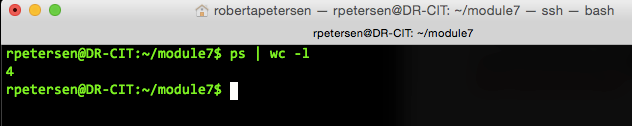 robertapetersen — rpetersen@DR-CIT: ~/module7 — ssh — bash
rpetersen@DR-CIT: ~/module7
rpetersen@DR-CIT:~/module7$ ps | wc -l
4
rpetersen@DR-CIT:~/module7$